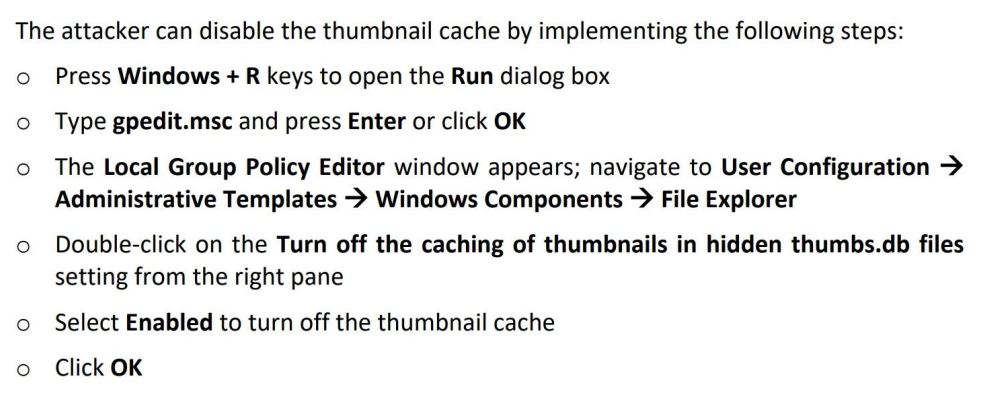 The attacker can disable the thumbnail cache by implementing the following steps:
o Press Windows + R keys to open the Run dialog box
o Type gpedit.msc and press Enter or click OK
o The Local Group Policy Editor window appears; navigate to User Configuration →
Administrative Templates → Windows Components → File Explorer
o Double-click on the Turn off the caching of thumbnails in hidden thumbs.db files
setting from the right pane
o Select Enabled to turn off the thumbnail cache
o Click OK